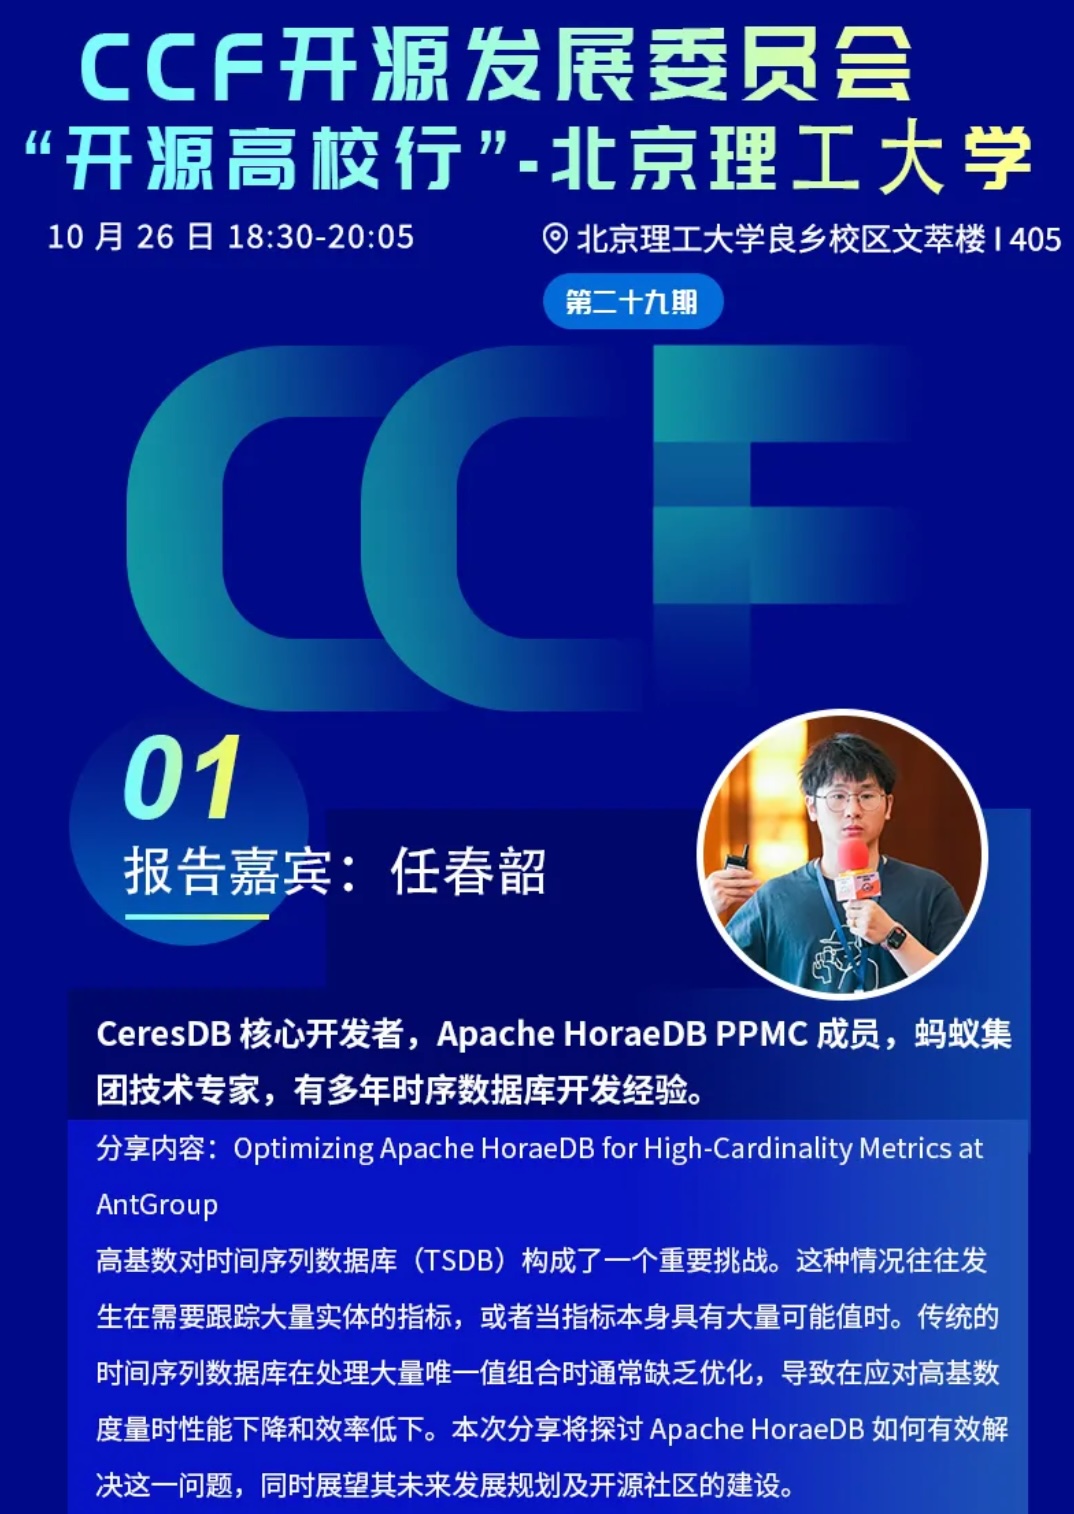 CCF开源发展委员会
“开源高校行”-北京理工大学
10 月 26 日 18:30-20:05
北京理工大学良乡校区文萃楼 I 405
第二十九期
CCF
01
报告嘉宾：任春韶
CeresDB 核心开发者，Apache HoraeDB PPMC 成员，蚂蚁集
团技术专家，有多年时序数据库开发经验。
分享内容：Optimizing Apache HoraeDB for High-Cardinality Metrics at
AntGroup
高基数对时间序列数据库（TSDB）构成了一个重要挑战。这种情况往往发
生在需要跟踪大量实体的指标，或者当指标本身具有大量可能值时。传统的
时间序列数据库在处理大量唯一值组合时通常缺乏优化，导致在应对高基数
度量时性能下降和效率低下。本次分享将探讨 Apache HoraeDB 如何有效解
决这一问题，同时展望其未来发展规划及开源社区的建设。